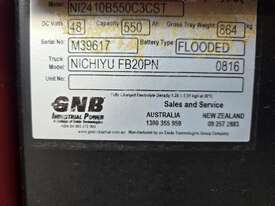 NI2410B550C3CST
DC Volts: 48 Capacity 550 Ah Gross Tray Weight 864 kg
Serial No: M39617 Battery Type: FLOODED
Truck Model: NICHIYU FB20PN 0816
GNB
INDUSTRIAL POWER
Sales and Service
AUSTRALIA NEW ZEALAND
1300 355 959 09 257 2883